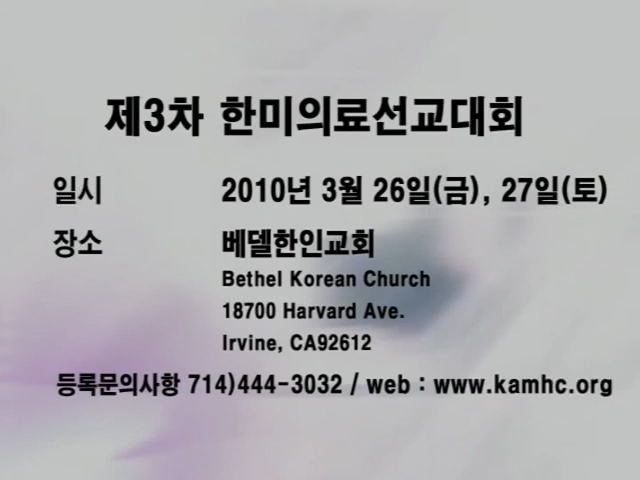 제3차 한미의료선교대회
일시 2010년 3월 26일(금), 27일(토)
장소 베델한인교회
Bethel Korean Church
18700 Harvard Ave.
Irvine, CA92612
등록문의사항 714)444-3032 / web : www.kamhc.org